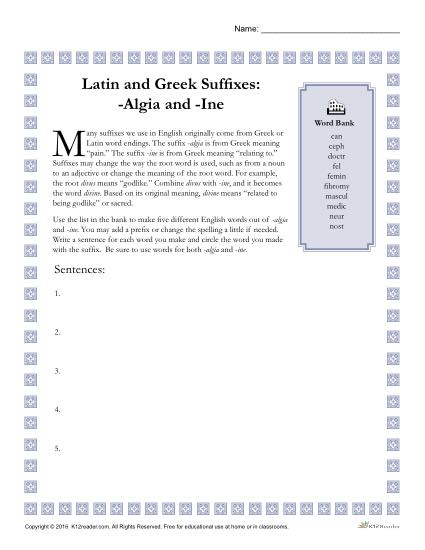 Name: ____________________
Latin and Greek Suffixes:
-Algia and -Ine
Many suffixes we use in English originally come from Greek or
Latin word endings. The suffix -algia is from Greek meaning
“pain.” The suffix -ine is from Greek meaning “relating to.”
Suffixes may change the way the root word is used, such as from a noun
to an adjective or change the meaning of the root word. For example,
the root divus means “godlike.” Combine divus with -ine, and it becomes
the word divine. Based on its original meaning, divine means “related to
being godlike” or sacred.
Use the list in the bank to make five different English words out of -algia
and -ine. You may add a prefix or change the spelling a little if needed.
Write a sentence for each word you make and circle the word you made
with the suffix. Be sure to use words for both -algia and -ine.
Word Bank
can
ceph
doctr
fel
femin
fibromy
mascul
medic
neur
nost
Sentences:
1.
2.
3.
4.
5.
Copyright © 2016 K12reader.com. All Rights Reserved. Free for educational use at home or in classrooms.
K12Reader